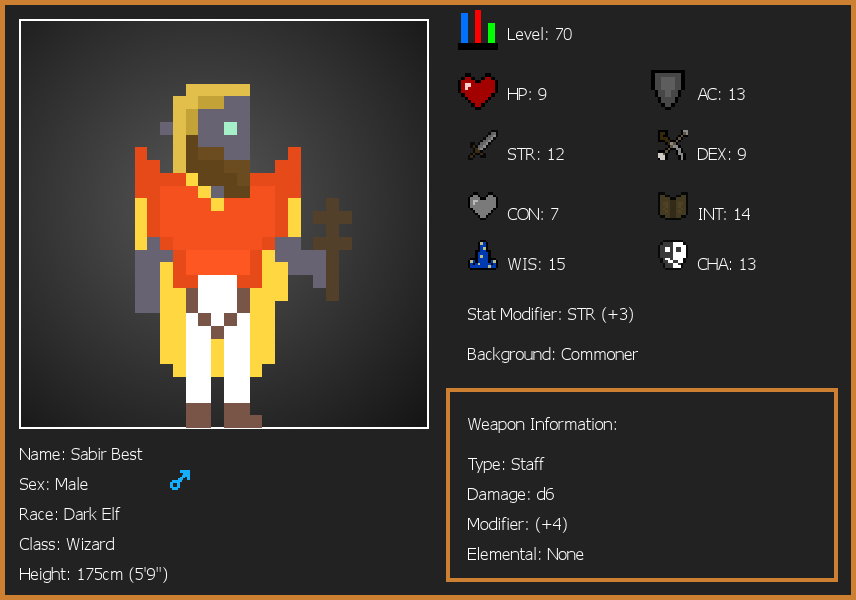 Level: 70
HP: 9
AC: 13
STR: 12
DEX: 9
CON: 7
INT: 14
WIS: 15
CHA: 13
Stat Modifier: STR (+3)
Background: Commoner
Weapon Information:
Type: Staff
Damage: d6
Modifier: (+4)
Elemental: None
Name: Sabir Best
Sex: Male
Race: Dark Elf
Class: Wizard
Height: 175cm (5'9")